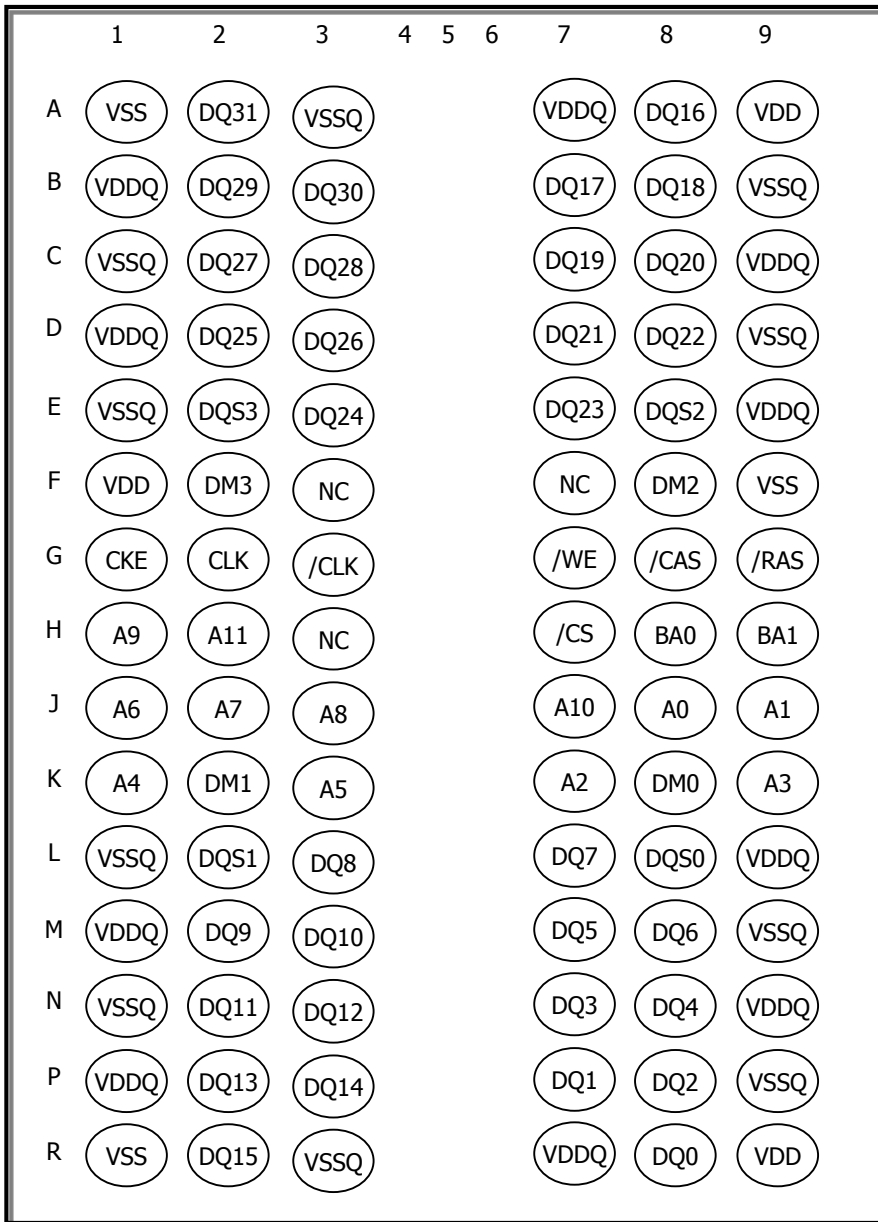 1 2 3 4 5 6 7 8 9
A VSS DQ31 VSSQ VDDQ DQ16 VDD
B VDDQ DQ29 DQ30 DQ17 DQ18 VSSQ
C VSSQ DQ27 DQ28 DQ19 DQ20 VDDQ
D VDDQ DQ25 DQ26 DQ21 DQ22 VSSQ
E VSSQ DQS3 DQ24 DQ23 DQS2 VDDQ
F VDD DM3 NC NC DM2 VSS
G CKE CLK /CLK /WE /CAS /RAS
H A9 A11 NC /CS BA0 BA1
J A6 A7 A8 A10 A0 A1
K A4 DM1 A5 A2 DM0 A3
L VSSQ DQS1 DQ8 DQ7 DQS0 VDDQ
M VDDQ DQ9 DQ10 DQ5 DQ6 VSSQ
N VSSQ DQ11 DQ12 DQ3 DQ4 VDDQ
P VDDQ DQ13 DQ14 DQ1 DQ2 VSSQ
R VSS DQ15 VSSQ VDDQ DQ0 VDD